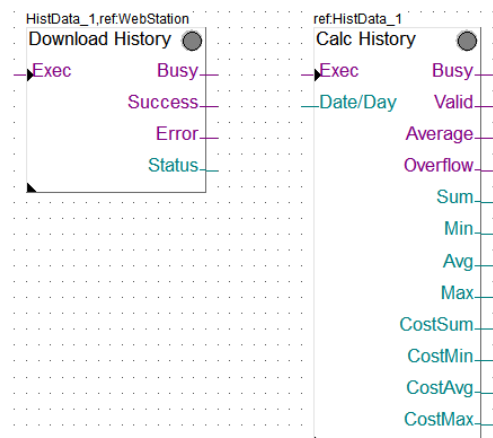 HistData_1,ref:WebStation
Download History
Exec Busy
Success
Error
Status
ref:HistData_1
Calc History
Exec Busy
Date/Day Valid
Average
Overflow
Sum
Min
Avg
Max
CostSum
CostMin
CostAvg
CostMax